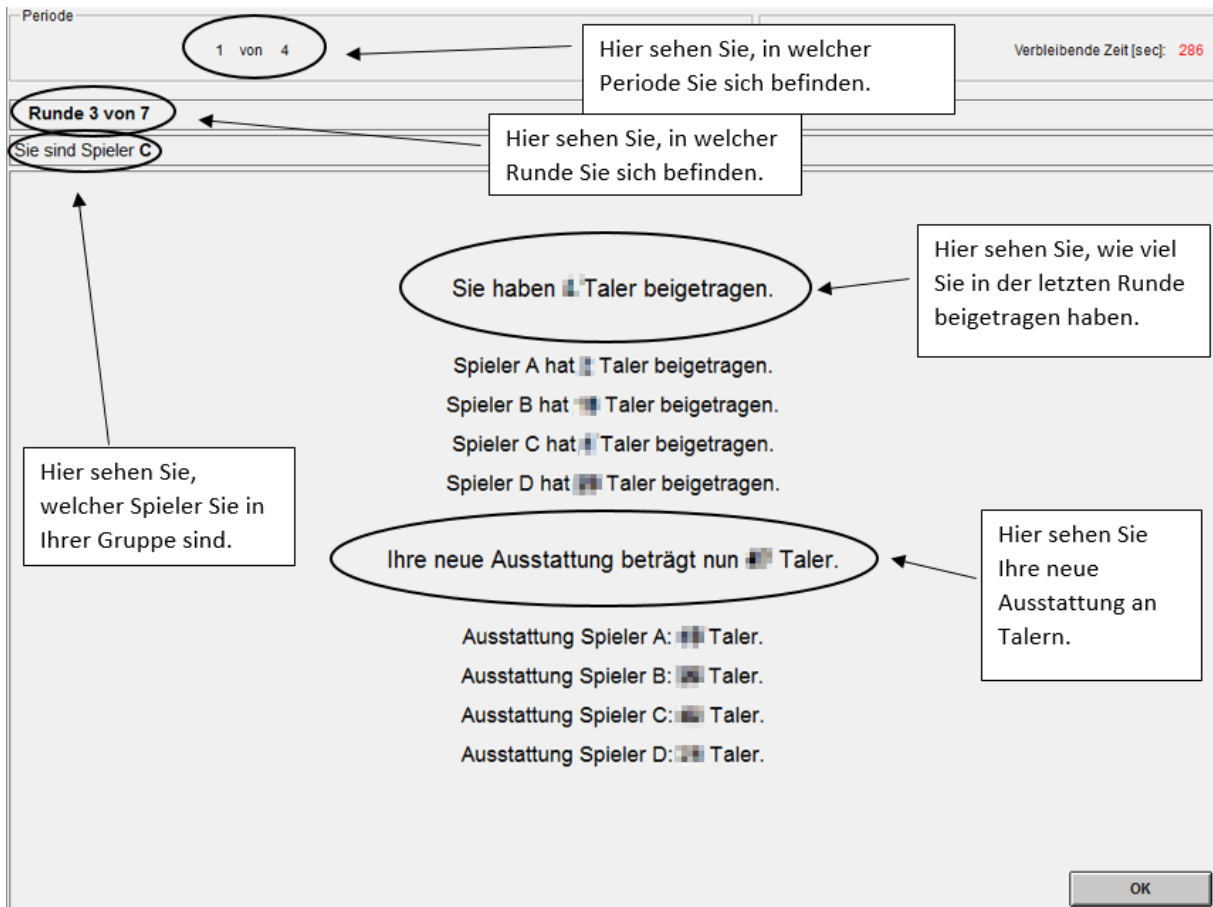 Periode
1 von 4
Verbleibende Zeit [sec]: 286
Hier sehen Sie, in welcher
Periode Sie sich befinden.
Runde 3 von 7
Hier sehen Sie, in welcher
Runde Sie sich befinden.
Sie sind Spieler C
Sie haben Taler beigetragen.
Hier sehen Sie, wie viel
Sie in der letzten Runde
beigetragen haben.
Spieler A hat Taler beigetragen.
Spieler B hat Taler beigetragen.
Spieler C hat Taler beigetragen.
Spieler D hat Taler beigetragen.
Hier sehen Sie,
welcher Spieler Sie in
Ihrer Gruppe sind.
Ihre neue Ausstattung beträgt nun Taler.
Hier sehen Sie
Ihre neue
Ausstattung an
Talern.
Ausstattung Spieler A: Taler.
Ausstattung Spieler B: Taler.
Ausstattung Spieler C: Taler.
Ausstattung Spieler D: Taler.
OK